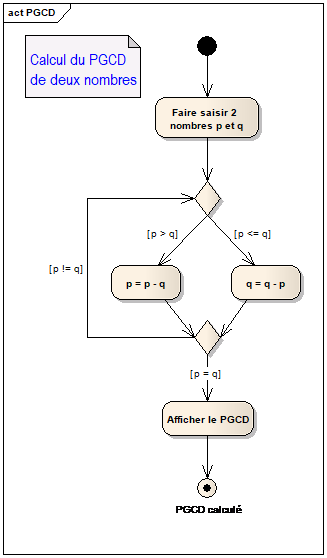 act PGCD
Calcul du PGCD
de deux nombres
Faire saisir 2
nombres p et q
[p > q]
[p <= q]
[p != q]
p = p - q
q = q - p
[p = q]
Afficher le PGCD
PGCD calculé